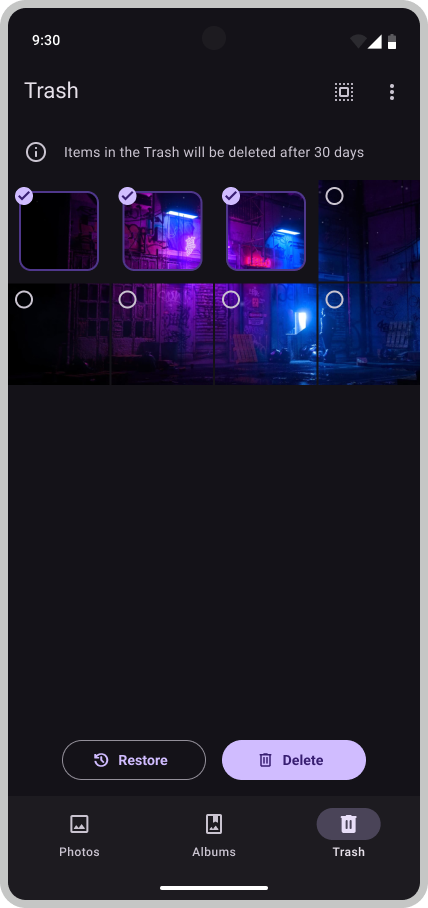 9:30
Trash
Items in the Trash will be deleted after 30 days
Restore
Delete
Photos
Albums
Trash